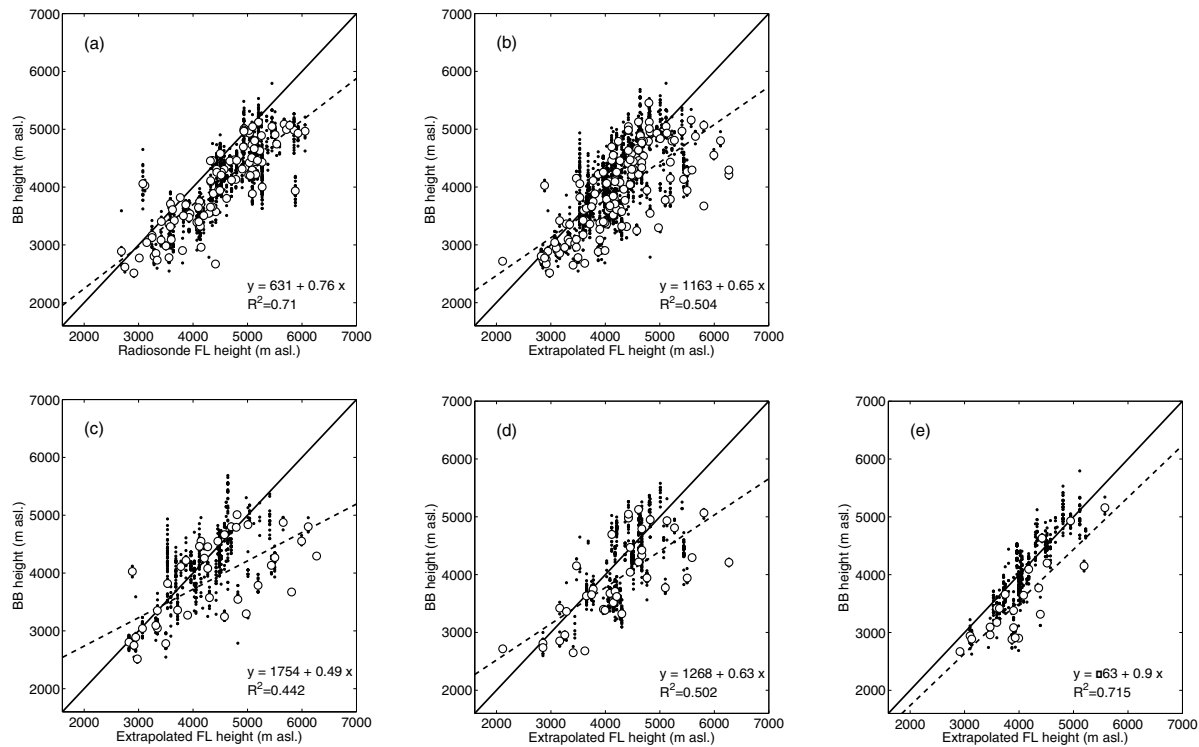 7000
6000
5000
4000
3000
2000
BB height (m asl.)
(a)
y = 631 + 0.76 x
R²=0.71
2000 3000 4000 5000 6000 7000
Radiosonde FL height (m asl.)
7000
6000
5000
4000
3000
2000
BB height (m asl.)
(b)
y = 1163 + 0.65 x
R²=0.504
2000 3000 4000 5000 6000 7000
Extrapolated FL height (m asl.)
7000
6000
5000
4000
3000
2000
BB height (m asl.)
(c)
y = 1754 + 0.49 x
R²=0.442
2000 3000 4000 5000 6000 7000
Extrapolated FL height (m asl.)
7000
6000
5000
4000
3000
2000
BB height (m asl.)
(d)
y = 1268 + 0.63 x
R²=0.502
2000 3000 4000 5000 6000 7000
Extrapolated FL height (m asl.)
7000
6000
5000
4000
3000
2000
BB height (m asl.)
(e)
y = ◻63 + 0.9 x
R²=0.715
2000 3000 4000 5000 6000 7000
Extrapolated FL height (m asl.)